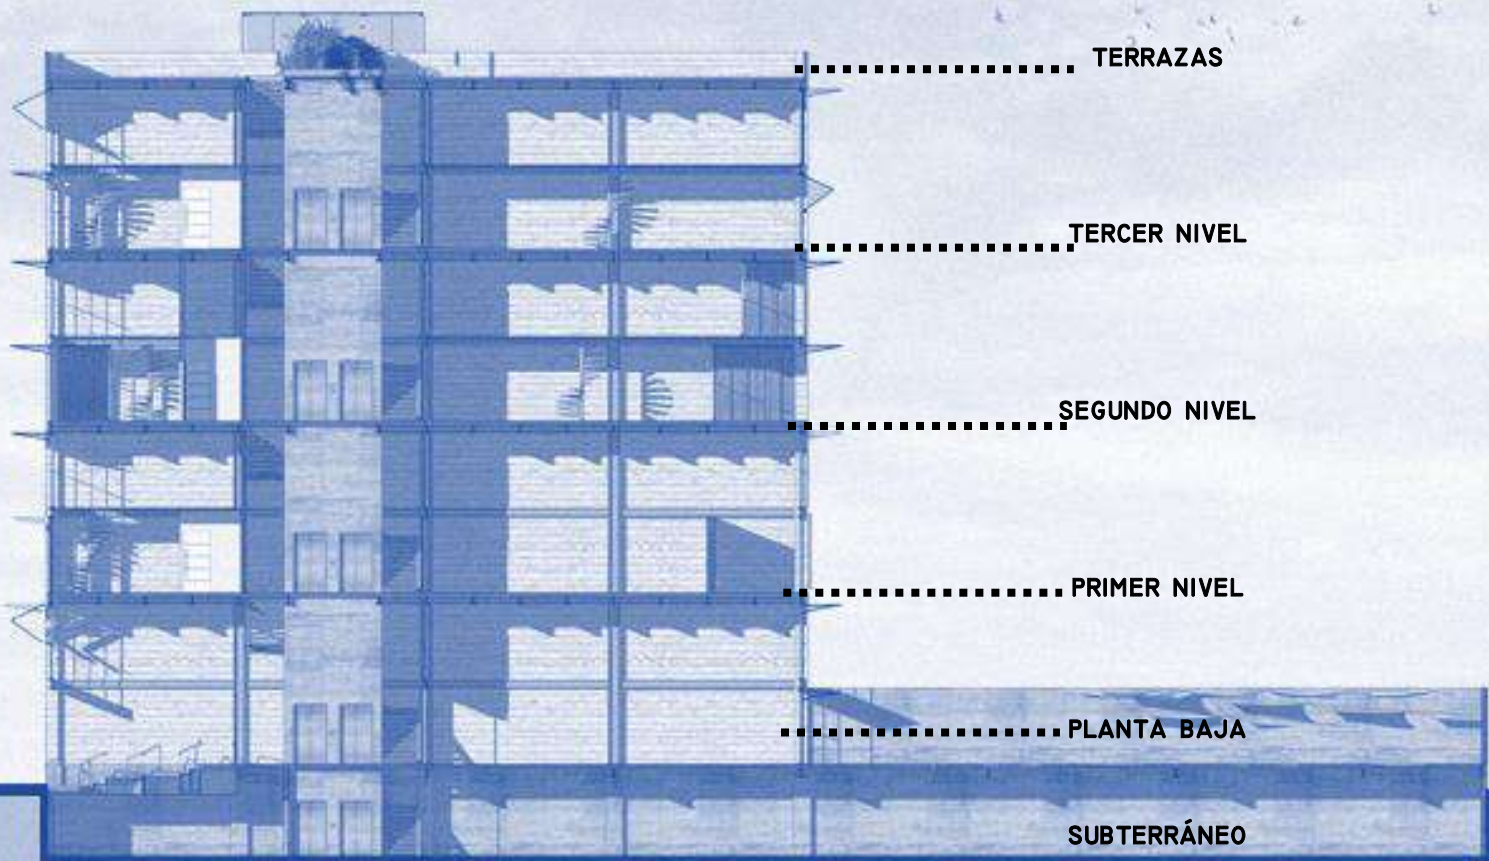 TERRAZAS
TERCER NIVEL
SEGUNDO NIVEL
PRIMER NIVEL
PLANTA BAJA
SUBTERRÁNEO